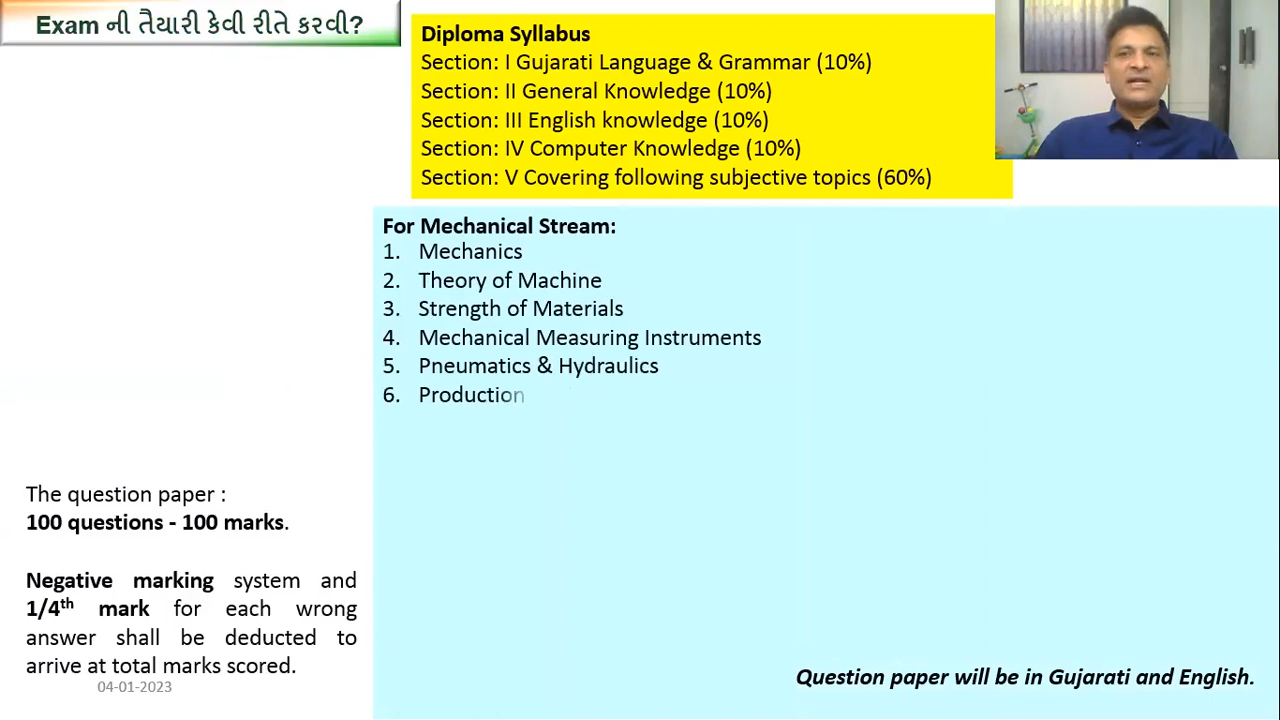 Exam ની તૈયારી કેવી રીતે કરવી?
Diploma Syllabus
Section: I Gujarati Language & Grammar (10%)
Section: II General Knowledge (10%)
Section: III English knowledge (10%)
Section: IV Computer Knowledge (10%)
Section: V Covering following subjective topics (60%)
For Mechanical Stream:
1. Mechanics
2. Theory of Machine
3. Strength of Materials
4. Mechanical Measuring Instruments
5. Pneumatics & Hydraulics
6. Production
The question paper :
100 questions - 100 marks.
Negative marking system and
1/4th mark for each wrong
answer shall be deducted to
arrive at total marks scored.
04-01-2023
Question paper will be in Gujarati and English.